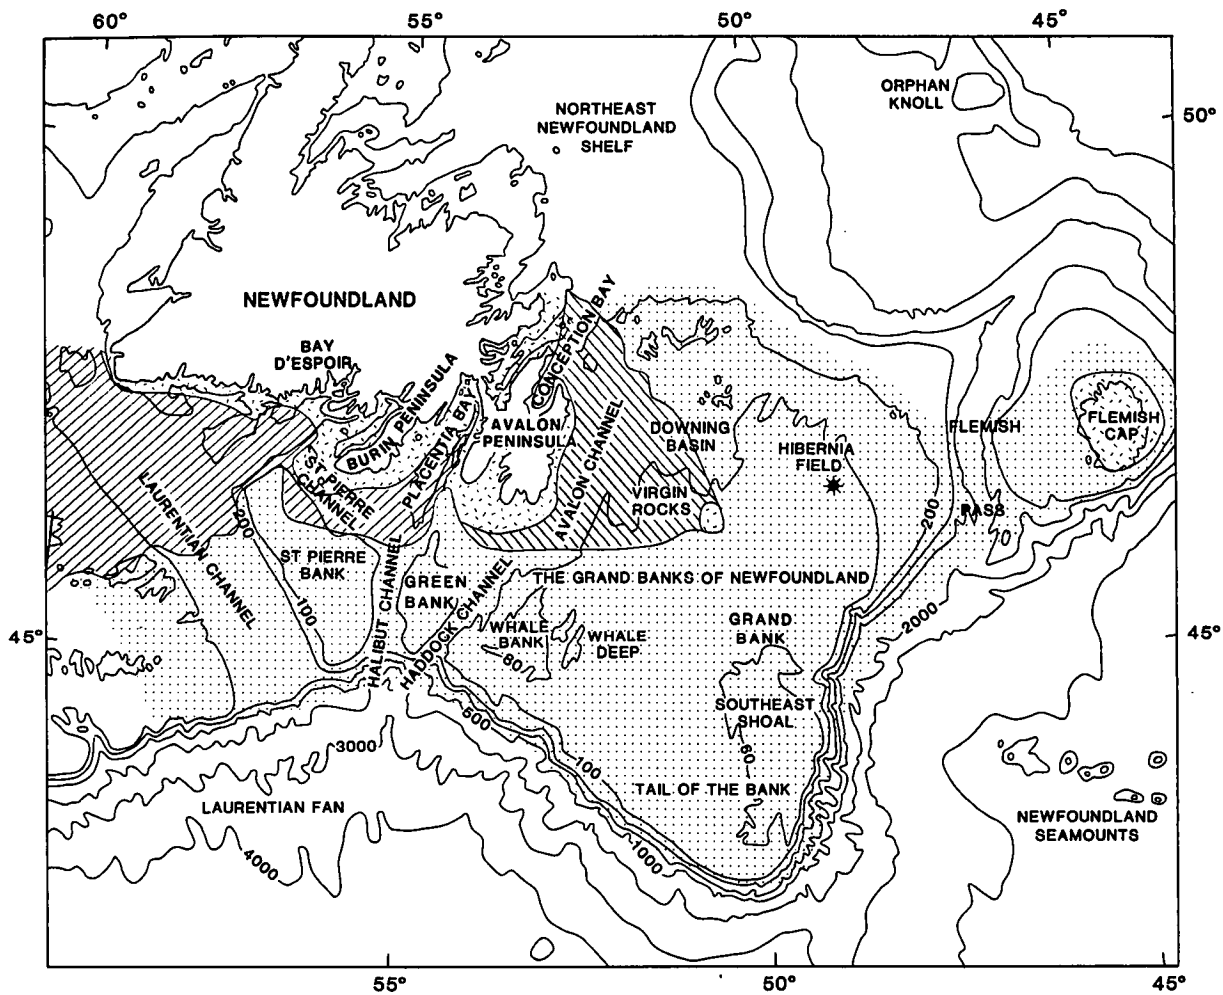 60°
55°
50°
45°
ORPHAN
KNOLL
50°
50°
NORTHEAST
NEWFOUNDLAND
SHELF
NEWFOUNDLAND
BAY
D'ESPOIR
CONCEPTION BAY
BURIN PENINSULA
PLACENTIA BAY
AVALON
PENINSULA
AVALON CHANNEL
DOWNING
BASIN
HIBERNIA
FIELD
FLEMISH
PASS
FLEMISH
CAP
ST PIERRE
CHANNEL
VIRGIN
ROCKS
LAURENTIAN CHANNEL
200
200
ST PIERRE
BANK
100
HALIBUT CHANNEL
GREEN
BANK
HADDOCK CHANNEL
THE GRAND BANKS OF NEWFOUNDLAND
2000
45°
45°
WHALE
BANK
WHALE
DEEP
80
GRAND
BANK
SOUTHEAST
SHOAL
60
500
3000
100
TAIL OF THE BANK
LAURENTIAN FAN
1000
4000
NEWFOUNDLAND
SEAMOUNTS
55°
50°
45°